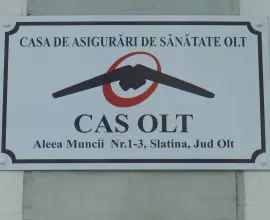 CASA DE ASIGURĂRI DE SĂNĂTATE OLT
CAS OLT
Aleea Muncii Nr.1-3, Slatina, Jud Olt